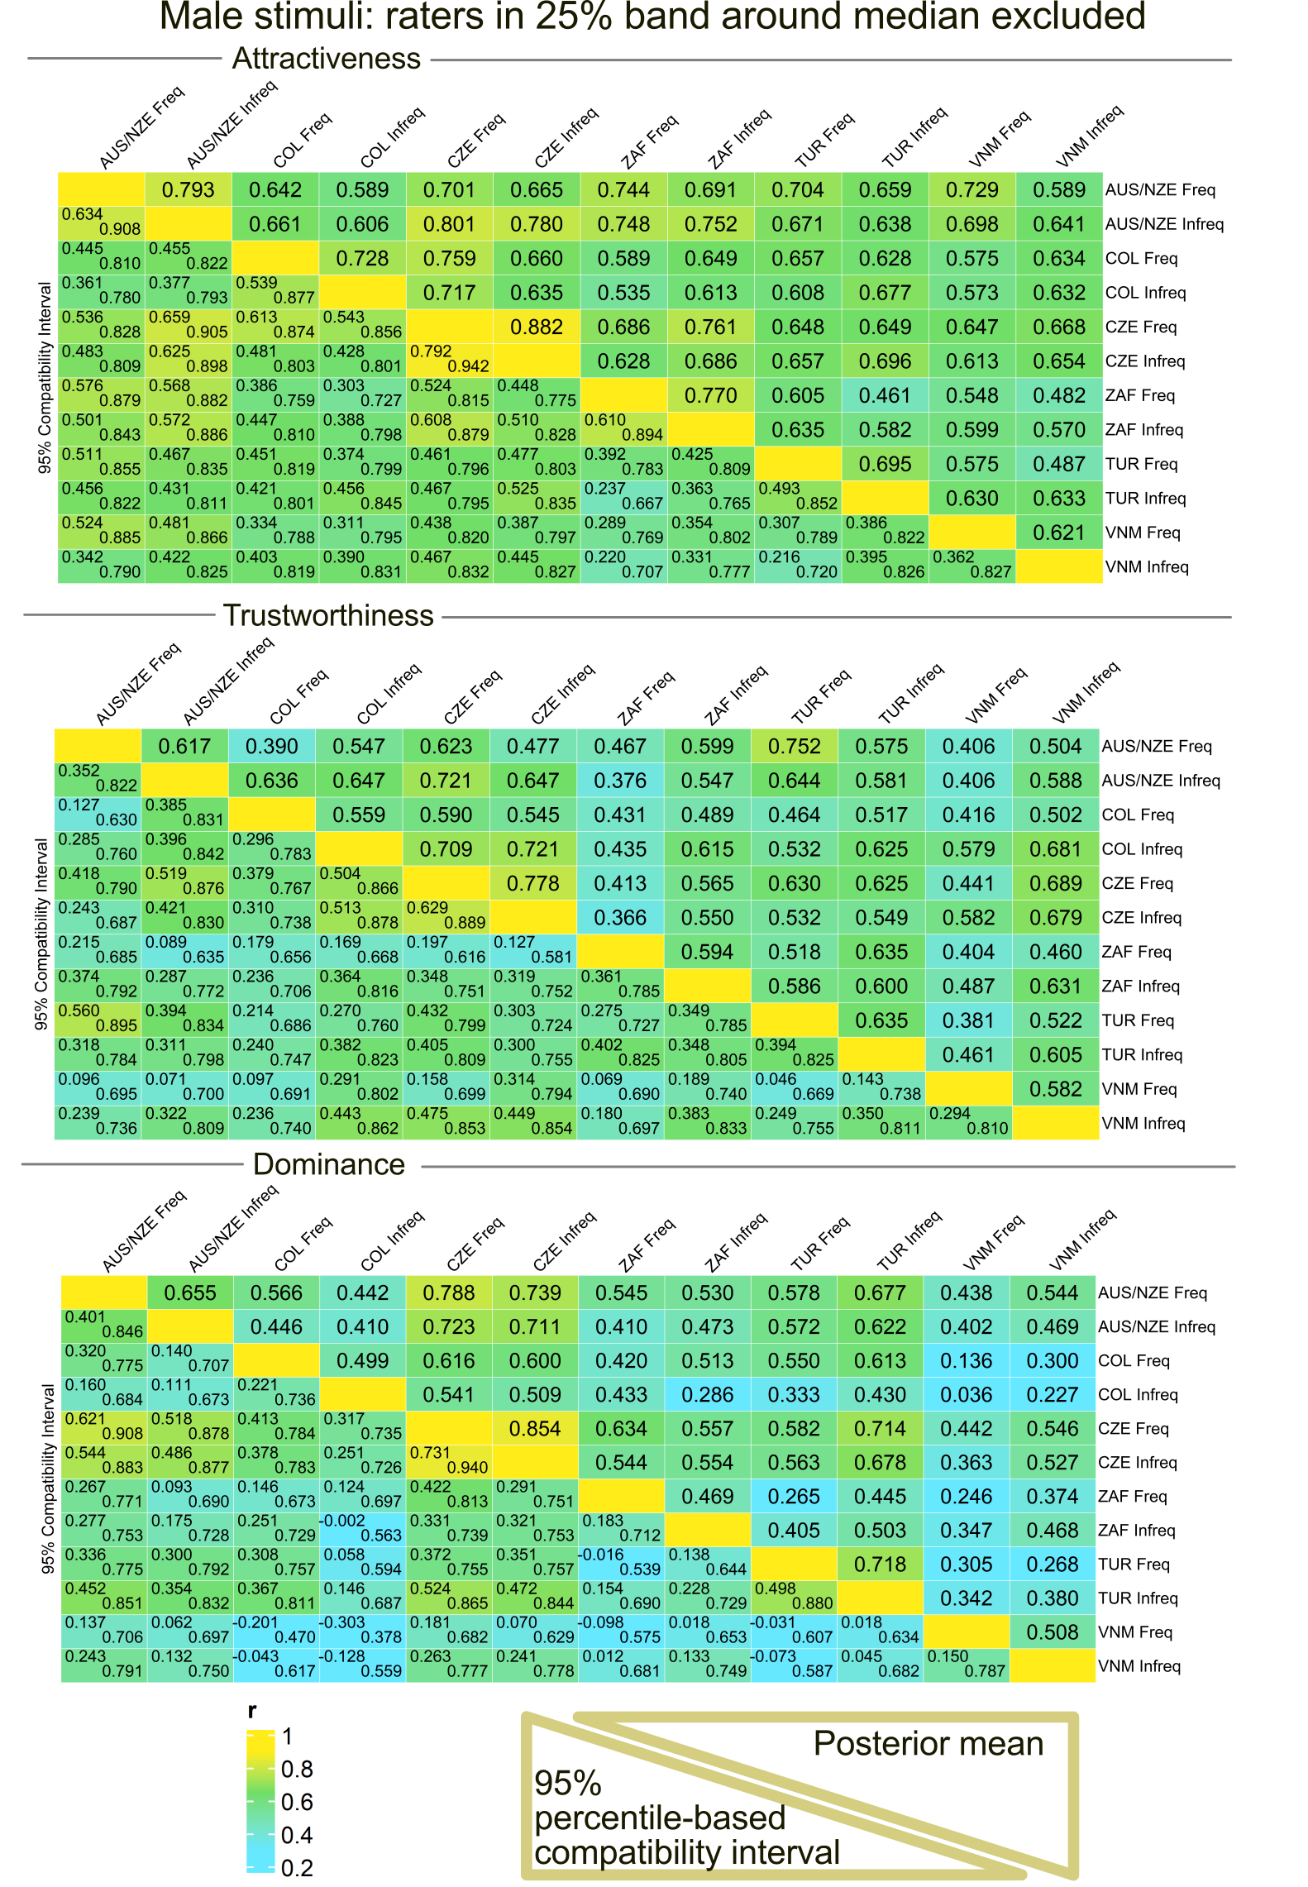 Male stimuli: raters in 25% band around median excluded
Attractiveness
AUS/NZE Freq AUS/NZE Infreq COL Freq COL Infreq CZE Freq CZE Infreq ZAF Freq ZAF Infreq TUR Freq TUR Infreq VNM Freq VNM Infreq
95% Compatibility Interval
0.793 0.642 0.589 0.701 0.665 0.744 0.691 0.704 0.659 0.729 0.589 AUS/NZE Freq
0.634 0.908 0.661 0.606 0.801 0.780 0.748 0.752 0.671 0.638 0.698 0.641 AUS/NZE Infreq
0.445 0.810 0.455 0.822 0.728 0.759 0.660 0.589 0.649 0.657 0.628 0.575 0.634 COL Freq
0.361 0.780 0.377 0.793 0.539 0.877 0.717 0.635 0.535 0.613 0.608 0.677 0.573 0.632 COL Infreq
0.536 0.828 0.659 0.905 0.613 0.874 0.543 0.856 0.882 0.686 0.761 0.648 0.649 0.647 0.668 CZE Freq
0.483 0.809 0.625 0.898 0.481 0.803 0.428 0.801 0.792 0.942 0.628 0.686 0.657 0.696 0.613 0.654 CZE Infreq
0.576 0.879 0.568 0.882 0.386 0.759 0.303 0.727 0.524 0.815 0.448 0.775 0.770 0.605 0.461 0.548 0.482 ZAF Freq
0.501 0.843 0.572 0.886 0.447 0.810 0.388 0.798 0.608 0.879 0.510 0.828 0.610 0.894 0.635 0.582 0.599 0.570 ZAF Infreq
0.511 0.855 0.467 0.835 0.451 0.819 0.374 0.799 0.461 0.796 0.477 0.803 0.392 0.783 0.425 0.809 0.695 0.575 0.487 TUR Freq
0.456 0.822 0.431 0.811 0.421 0.801 0.456 0.845 0.467 0.795 0.525 0.835 0.237 0.667 0.363 0.765 0.493 0.852 0.630 0.633 TUR Infreq
0.524 0.885 0.481 0.866 0.334 0.788 0.311 0.795 0.438 0.820 0.387 0.797 0.289 0.769 0.354 0.802 0.307 0.789 0.386 0.822 0.621 VNM Freq
0.342 0.790 0.422 0.825 0.403 0.819 0.390 0.831 0.467 0.832 0.445 0.827 0.220 0.707 0.331 0.777 0.216 0.720 0.395 0.826 0.362 0.827 VNM Infreq
Trustworthiness
AUS/NZE Freq AUS/NZE Infreq COL Freq COL Infreq CZE Freq CZE Infreq ZAF Freq ZAF Infreq TUR Freq TUR Infreq VNM Freq VNM Infreq
95% Compatibility Interval
0.617 0.390 0.547 0.623 0.477 0.467 0.599 0.752 0.575 0.406 0.504 AUS/NZE Freq
0.352 0.822 0.636 0.647 0.721 0.647 0.376 0.547 0.644 0.581 0.406 0.588 AUS/NZE Infreq
0.127 0.630 0.385 0.831 0.559 0.590 0.545 0.431 0.489 0.464 0.517 0.416 0.502 COL Freq
0.285 0.760 0.396 0.842 0.296 0.783 0.709 0.721 0.435 0.615 0.532 0.625 0.579 0.681 COL Infreq
0.418 0.790 0.519 0.876 0.379 0.767 0.504 0.866 0.778 0.413 0.565 0.630 0.625 0.441 0.689 CZE Freq
0.243 0.687 0.421 0.830 0.310 0.738 0.513 0.878 0.629 0.889 0.366 0.550 0.532 0.549 0.582 0.679 CZE Infreq
0.215 0.685 0.089 0.635 0.179 0.656 0.169 0.668 0.197 0.616 0.127 0.581 0.594 0.518 0.635 0.404 0.460 ZAF Freq
0.374 0.792 0.287 0.772 0.236 0.706 0.364 0.816 0.348 0.751 0.319 0.752 0.361 0.785 0.586 0.600 0.487 0.631 ZAF Infreq
0.560 0.895 0.394 0.834 0.214 0.686 0.270 0.760 0.432 0.799 0.303 0.724 0.275 0.727 0.349 0.785 0.635 0.381 0.522 TUR Freq
0.318 0.784 0.311 0.798 0.240 0.747 0.382 0.823 0.405 0.809 0.300 0.755 0.402 0.825 0.348 0.805 0.394 0.825 0.461 0.605 TUR Infreq
0.096 0.695 0.071 0.700 0.097 0.691 0.291 0.802 0.158 0.699 0.314 0.794 0.069 0.690 0.189 0.740 0.046 0.669 0.143 0.738 0.582 VNM Freq
0.239 0.736 0.322 0.809 0.236 0.740 0.443 0.862 0.475 0.853 0.449 0.854 0.180 0.697 0.383 0.833 0.249 0.755 0.350 0.811 0.294 0.810 VNM Infreq
Dominance
AUS/NZE Freq AUS/NZE Infreq COL Freq COL Infreq CZE Freq CZE Infreq ZAF Freq ZAF Infreq TUR Freq TUR Infreq VNM Freq VNM Infreq
95% Compatibility Interval
0.655 0.566 0.442 0.788 0.739 0.545 0.530 0.578 0.677 0.438 0.544 AUS/NZE Freq
0.401 0.846 0.446 0.410 0.723 0.711 0.410 0.473 0.572 0.622 0.402 0.469 AUS/NZE Infreq
0.320 0.775 0.140 0.707 0.499 0.616 0.600 0.420 0.513 0.550 0.613 0.136 0.300 COL Freq
0.160 0.684 0.111 0.673 0.221 0.736 0.541 0.509 0.433 0.286 0.333 0.430 0.036 0.227 COL Infreq
0.621 0.908 0.518 0.878 0.413 0.784 0.317 0.735 0.854 0.634 0.557 0.582 0.714 0.442 0.546 CZE Freq
0.544 0.883 0.486 0.877 0.378 0.783 0.251 0.726 0.731 0.940 0.544 0.554 0.563 0.678 0.363 0.527 CZE Infreq
0.267 0.771 0.093 0.690 0.146 0.673 0.124 0.697 0.422 0.813 0.291 0.751 0.469 0.265 0.445 0.246 0.374 ZAF Freq
0.277 0.753 0.175 0.728 0.251 0.729 -0.002 0.563 0.331 0.739 0.321 0.753 0.183 0.712 0.405 0.503 0.347 0.468 ZAF Infreq
0.336 0.775 0.300 0.792 0.308 0.757 0.058 0.594 0.372 0.755 0.351 0.757 -0.016 0.539 0.138 0.644 0.718 0.305 0.268 TUR Freq
0.452 0.851 0.354 0.832 0.367 0.811 0.146 0.687 0.524 0.865 0.472 0.844 0.154 0.690 0.228 0.729 0.498 0.880 0.342 0.380 TUR Infreq
0.137 0.706 0.062 0.697 -0.201 0.470 -0.303 0.378 0.181 0.682 0.070 0.629 -0.098 0.575 0.018 0.653 -0.031 0.607 0.018 0.634 0.508 VNM Freq
0.243 0.791 0.132 0.750 -0.043 0.617 -0.128 0.559 0.263 0.777 0.241 0.778 0.012 0.681 0.133 0.749 -0.073 0.587 0.045 0.682 0.150 0.787 VNM Infreq
r
1
0.8
0.6
0.4
0.2
Posterior mean
95%
percentile-based
compatibility interval